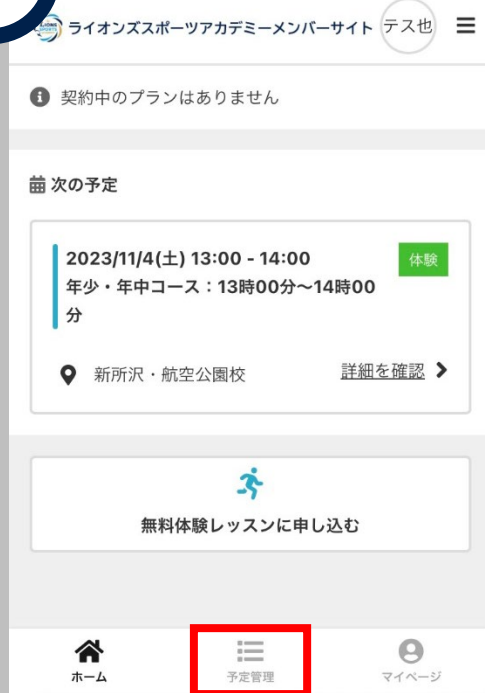 ライオンズスポーツアカデミーメンバーサイト テス也
契約中のプランはありません
次の予定
2023/11/4(土) 13:00 - 14:00 体験
年少・年中コース：13時00分～14時00
分
新所沢・航空公園校 詳細を確認
無料体験レッスンに申し込む
ホーム 予定管理 マイページ